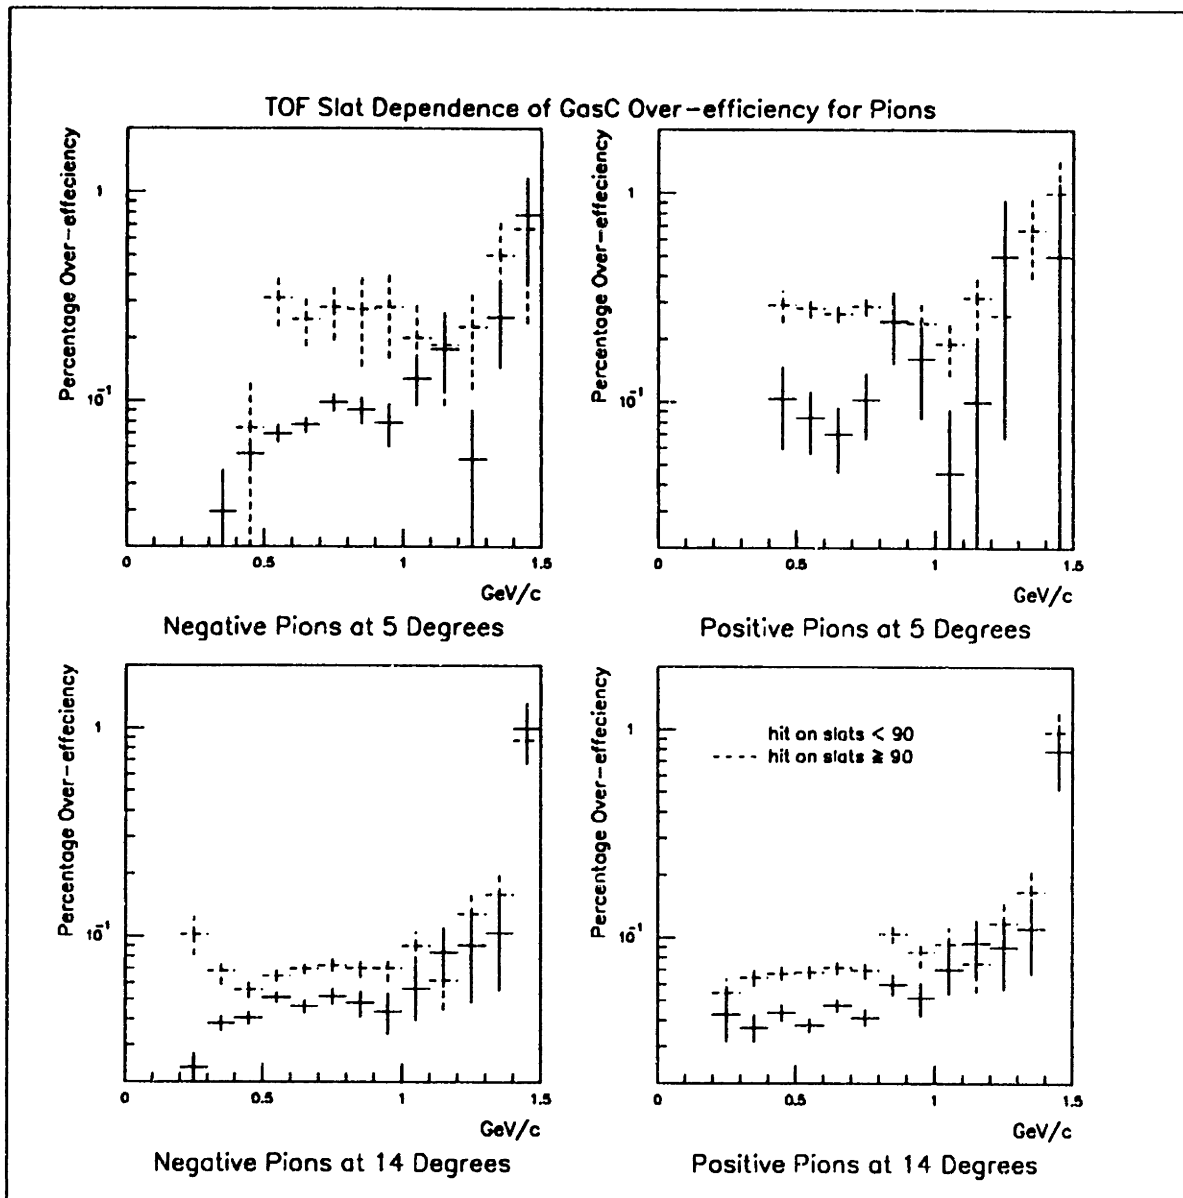 TOF Slat Dependence of GasC Over-efficiency for Pions
Percentage Over-effeciency
1
10^-1
0
0.5
1
1.5
GeV/c
Negative Pions at 5 Degrees
Percentage Over-effeciency
1
10^-1
0
0.5
1
1.5
GeV/c
Positive Pions at 5 Degrees
Percentage Over-effeciency
1
10^-1
0
0.5
1
1.5
GeV/c
Negative Pions at 14 Degrees
Percentage Over-effeciency
1
10^-1
hit on slats < 90
hit on slats ≧ 90
0
0.5
1
1.5
GeV/c
Positive Pions at 14 Degrees